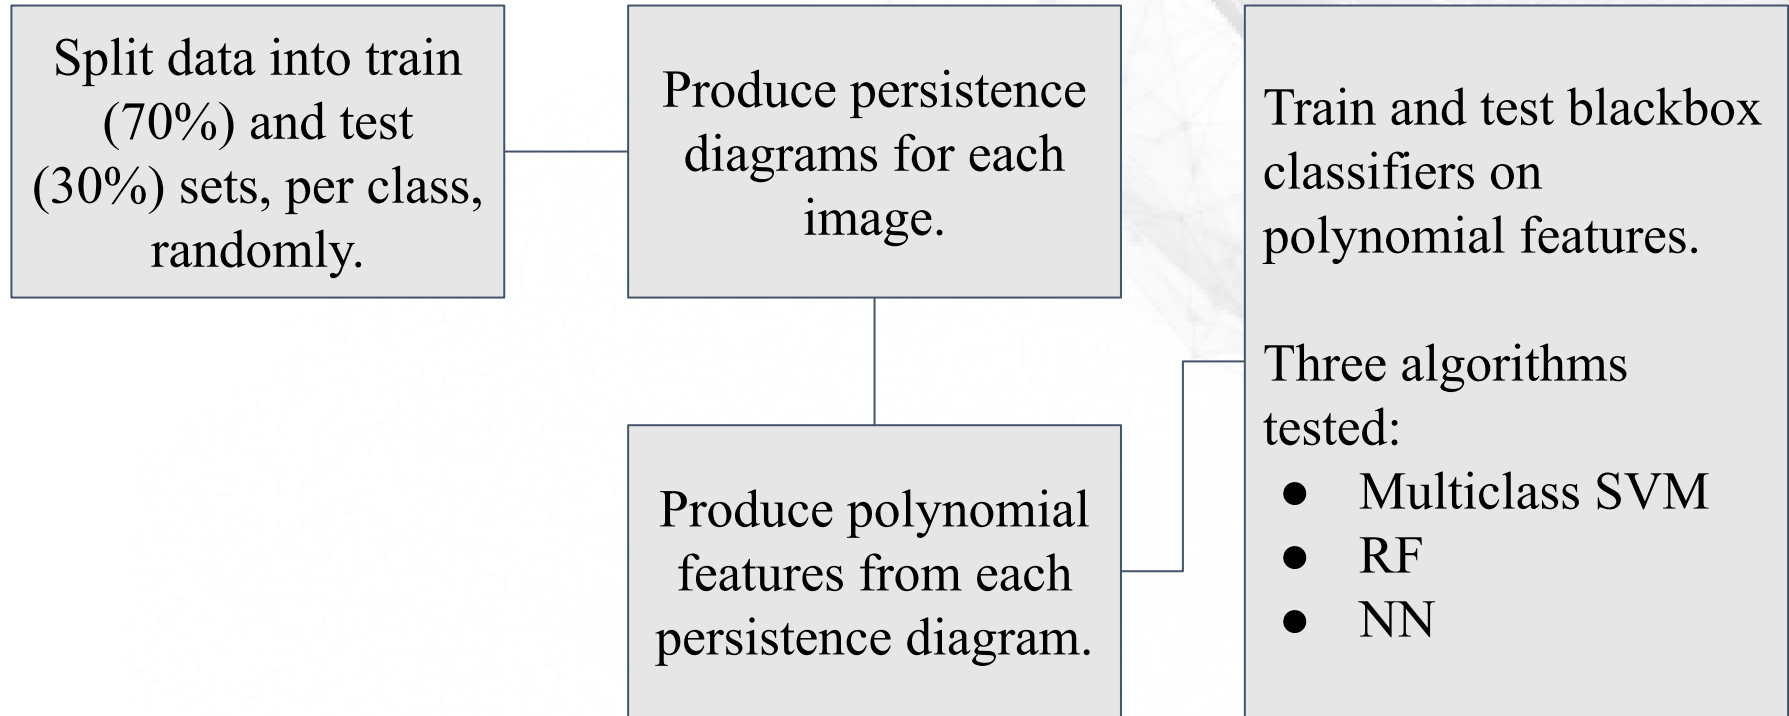 Split data into train
(70%) and test
(30%) sets, per class,
randomly.
Produce persistence
diagrams for each
image.
Produce polynomial
features from each
persistence diagram.
Train and test blackbox
classifiers on
polynomial features.
Three algorithms
tested:
● Multiclass SVM
● RF
● NN